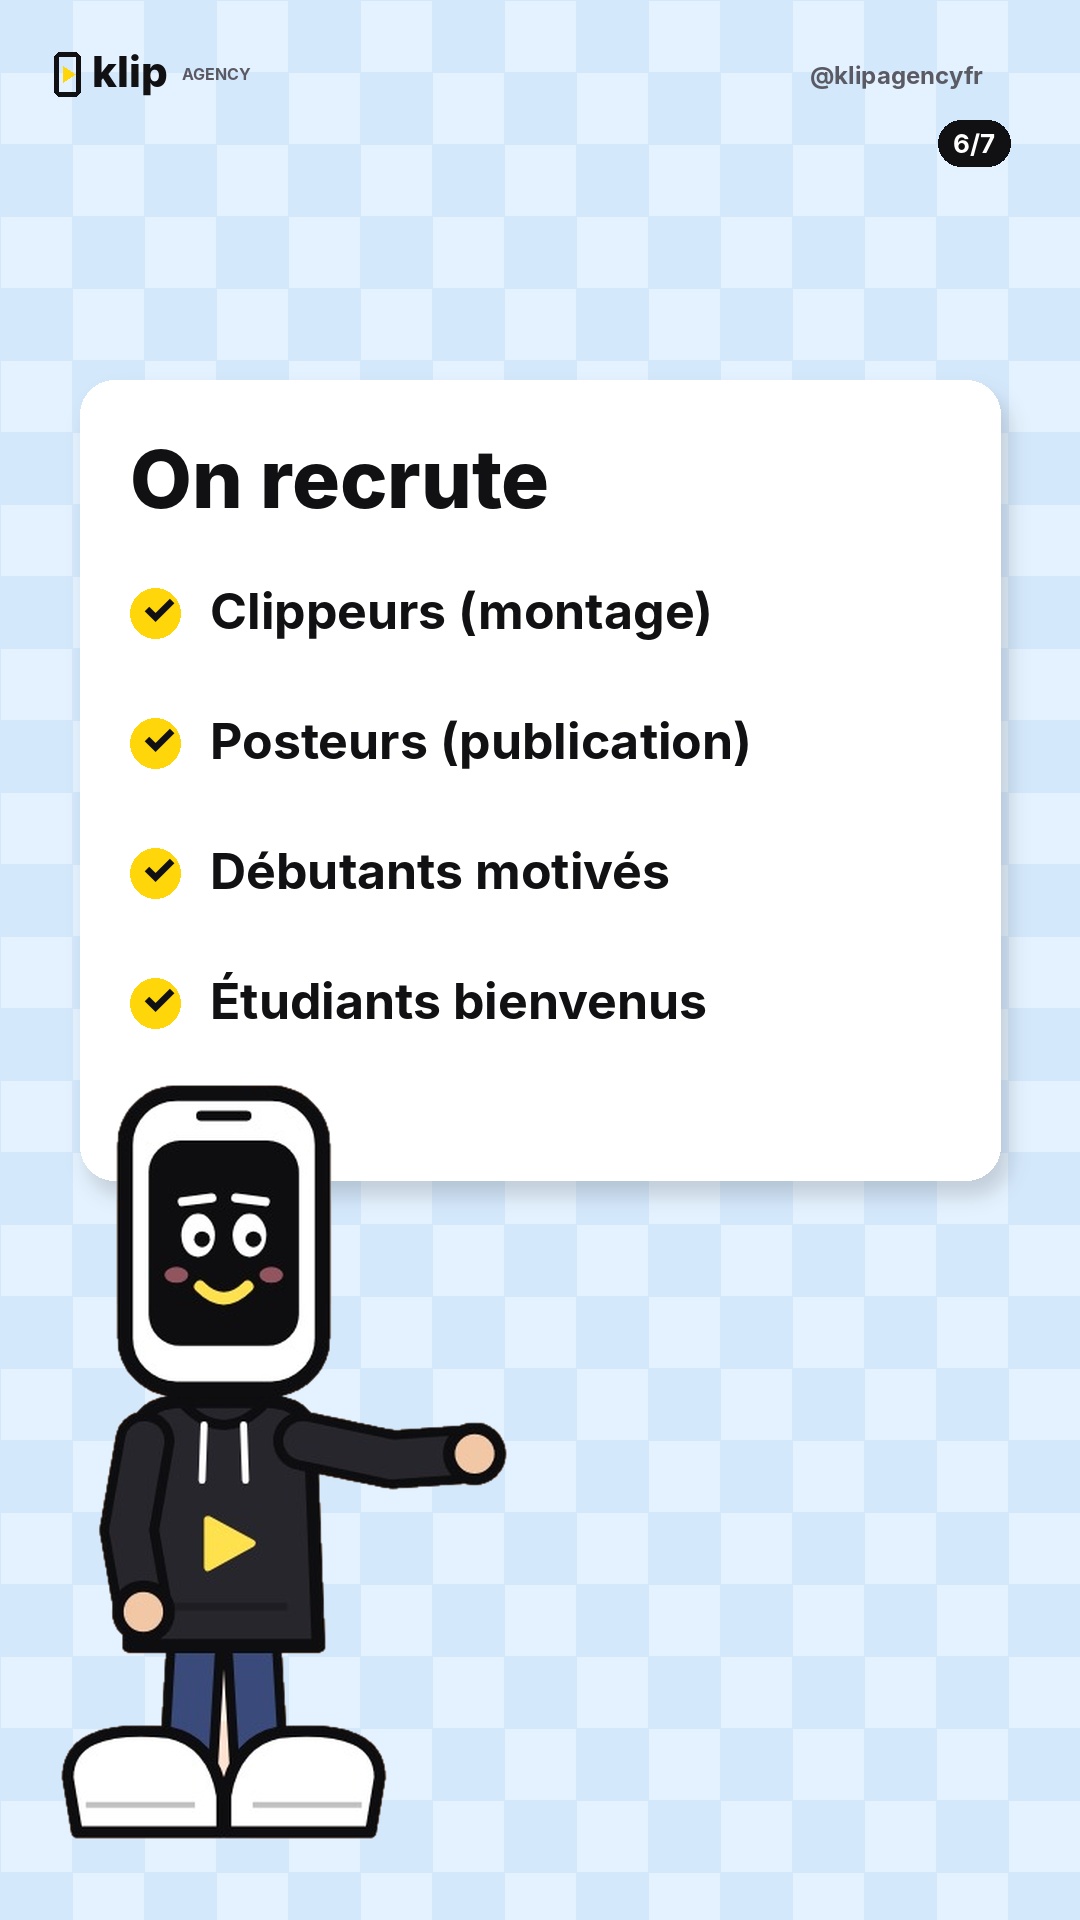 klip AGENCY
@klipagencyfr
6/7
On recrute
Clippeurs (montage)
Posteurs (publication)
Débutants motivés
Étudiants bienvenus